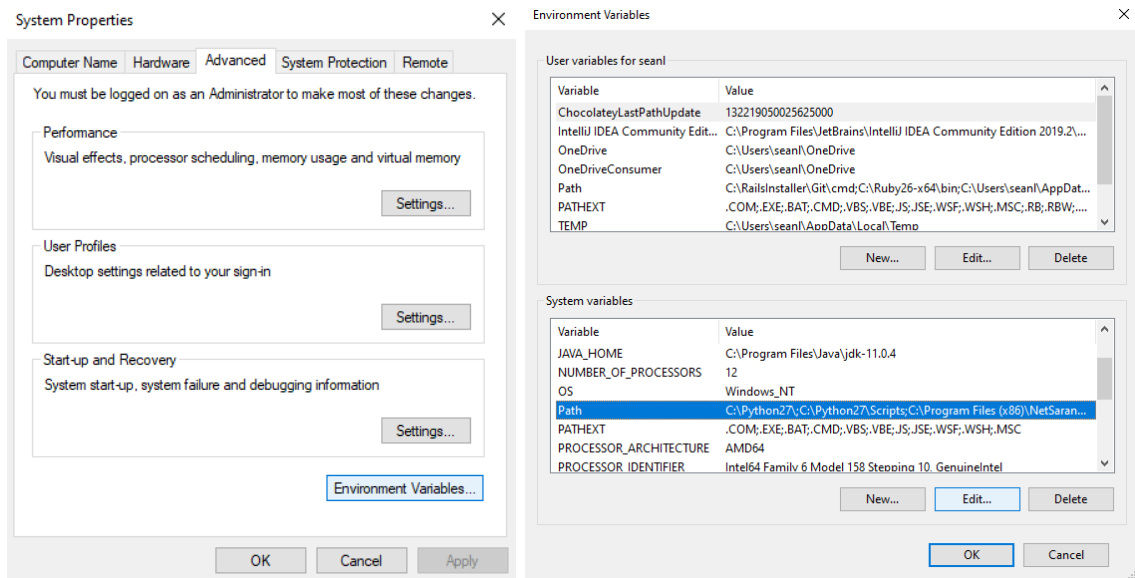 System Properties
Computer Name Hardware Advanced System Protection Remote
You must be logged on as an Administrator to make most of these changes.
Performance
Visual effects, processor scheduling, memory usage and virtual memory
Settings...
User Profiles
Desktop settings related to your sign-in
Settings...
Start-up and Recovery
System start-up, system failure and debugging information
Settings...
Environment Variables...
OK Cancel Apply
Environment Variables
User variables for seanl
Variable Value
ChocolateyLastPathUpdate 132219050025625000
IntelliJ IDEA Community Edit... C:\Program Files\JetBrains\IntelliJ IDEA Community Edition 2019.2\...
OneDrive C:\Users\seanl\OneDrive
OneDriveConsumer C:\Users\seanl\OneDrive
Path C:\RailsInstaller\Git\cmd;C:\Ruby26-x64\bin;C:\Users\seanl\AppDat...
PATHEXT .COM;.EXE;.BAT;.CMD;.VBS;.VBE;.JS;.JSE;.WSF;.WSH;.MSC;.RB;.RBW;....
TEMP C:\Users\seanl\AppData\Local\Temp
New... Edit... Delete
System variables
Variable Value
JAVA_HOME C:\Program Files\Java\jdk-11.0.4
NUMBER_OF_PROCESSORS 12
OS Windows_NT
Path C:\Python27\;C:\Python27\Scripts;C:\Program Files (x86)\NetSaran...
PATHEXT .COM;.EXE;.BAT;.CMD;.VBS;.VBE;.JS;.JSE;.WSF;.WSH;.MSC
PROCESSOR_ARCHITECTURE AMD64
PROCESSOR_IDENTIFIER Intel64 Family 6 Model 158 Stepping 10, GenuineIntel
New... Edit... Delete
OK Cancel